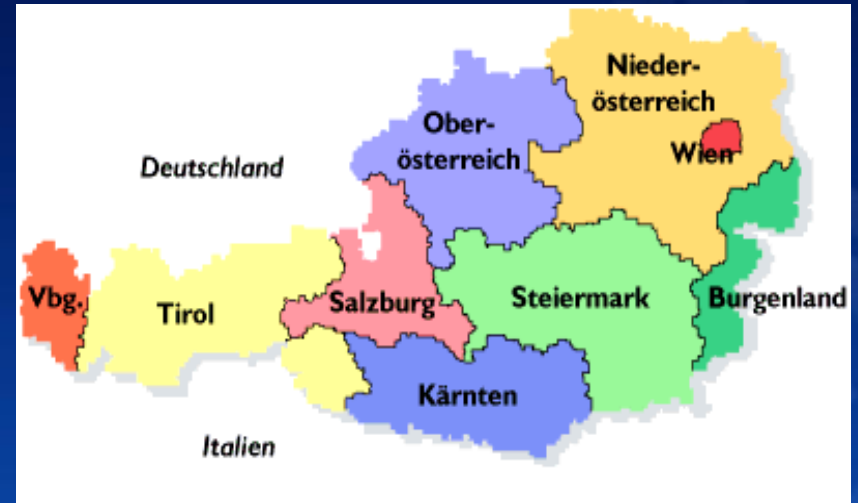 Nieder-
österreich
Ober-
österreich
Wien
Deutschland
Vbg.
Tirol
Salzburg
Steiermark
Burgenland
Kärnten
Italien